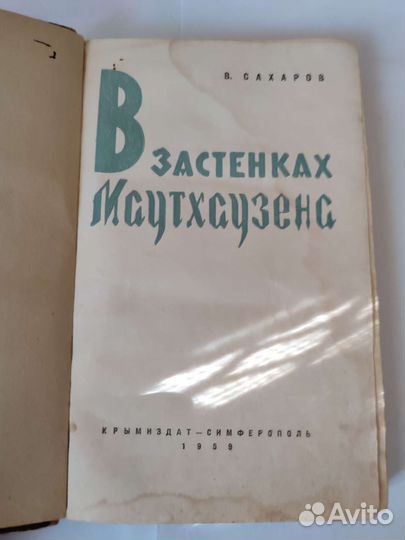 В. САХАРОВ
В ЗАСТЕНКАХ
Маутхаузена
КРЫМИЗДАТ — СИМФЕРОПОЛЬ
1959
Avito